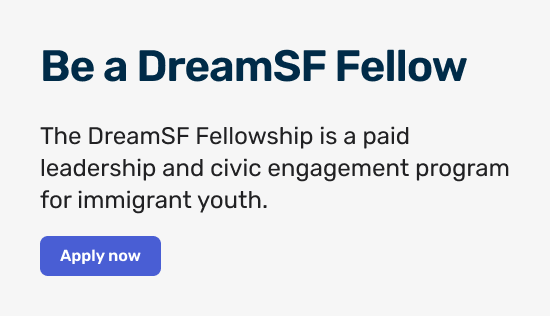 Be a DreamSF Fellow
The DreamSF Fellowship is a paid
leadership and civic engagement program
for immigrant youth.
Apply now